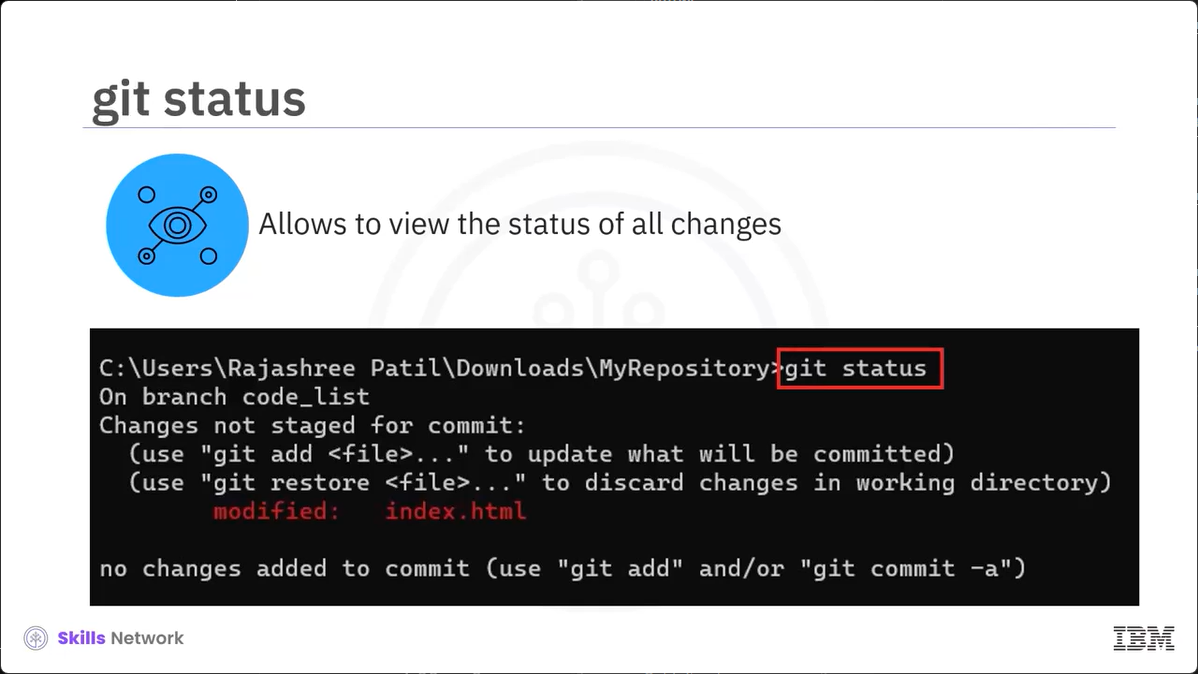 git status
Allows to view the status of all changes
C:\Users\Rajashree Patil\Downloads\MyRepository>git status
On branch code_list
Changes not staged for commit:
  (use "git add <file>..." to update what will be committed)
  (use "git restore <file>..." to discard changes in working directory)
        modified:   index.html
no changes added to commit (use "git add" and/or "git commit -a")
Skills Network
IBM